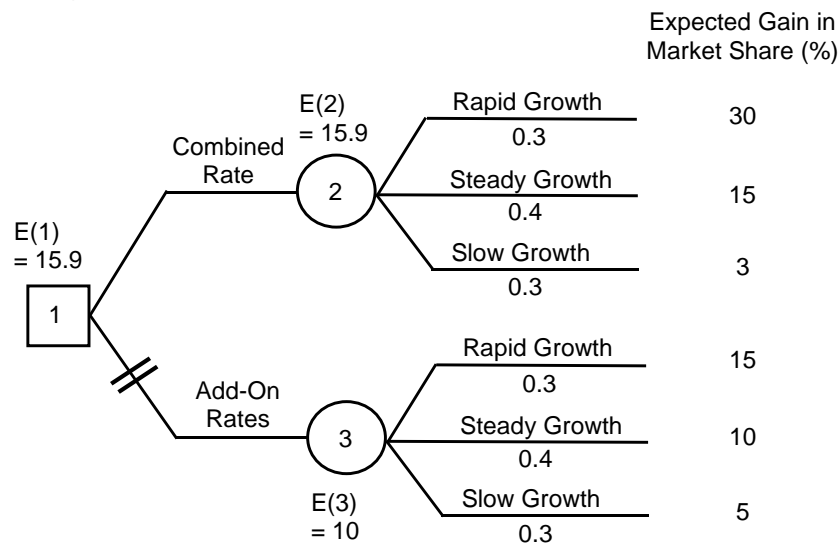 Expected Gain in
Market Share (%)
E(2)
= 15.9
Rapid Growth
30
0.3
Combined
Rate
2
Steady Growth
15
0.4
E(1)
= 15.9
Slow Growth
3
0.3
1
Rapid Growth
15
0.3
Add-On
Rates
3
Steady Growth
10
0.4
E(3)
= 10
Slow Growth
5
0.3